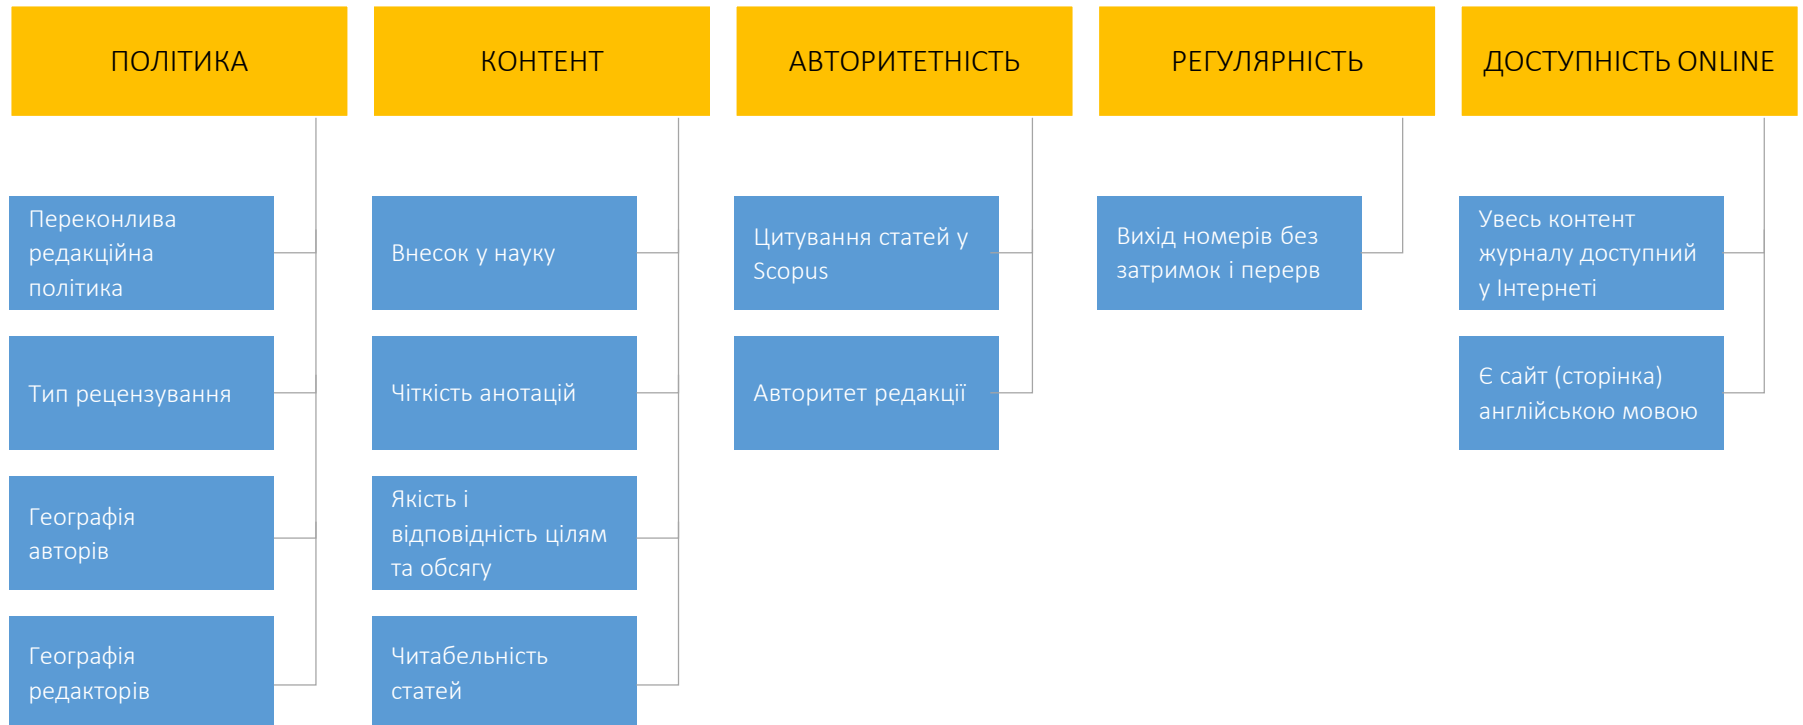 ПОЛІТИКА
Переконлива
редакційна
політика
Тип рецензування
Географія
авторів
Географія
редакторів
КОНТЕНТ
Внесок у науку
Чіткість анотацій
Якість і
відповідність цілям
та обсягу
Читабельність
статей
АВТОРИТЕТНІСТЬ
Цитування статей у
Scopus
Авторитет редакції
РЕГУЛЯРНІСТЬ
Вихід номерів без
затримок і перерв
ДОСТУПНІСТЬ ONLINE
Увесь контент
журналу доступний
у Інтернеті
Є сайт (сторінка)
англійською мовою